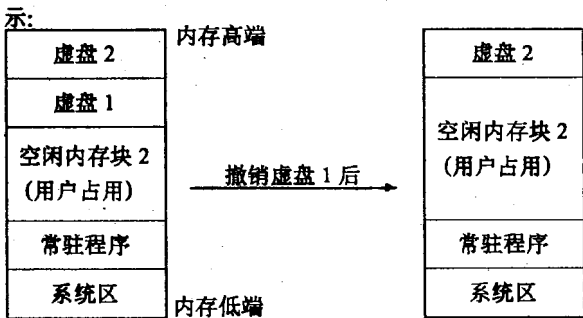 示:
内存高端
虚盘 2
虚盘 1
空闲内存块 2
(用户占用)
常驻程序
系统区
内存低端
撤销虚盘 1 后
虚盘 2
空闲内存块 2
(用户占用)
常驻程序
系统区